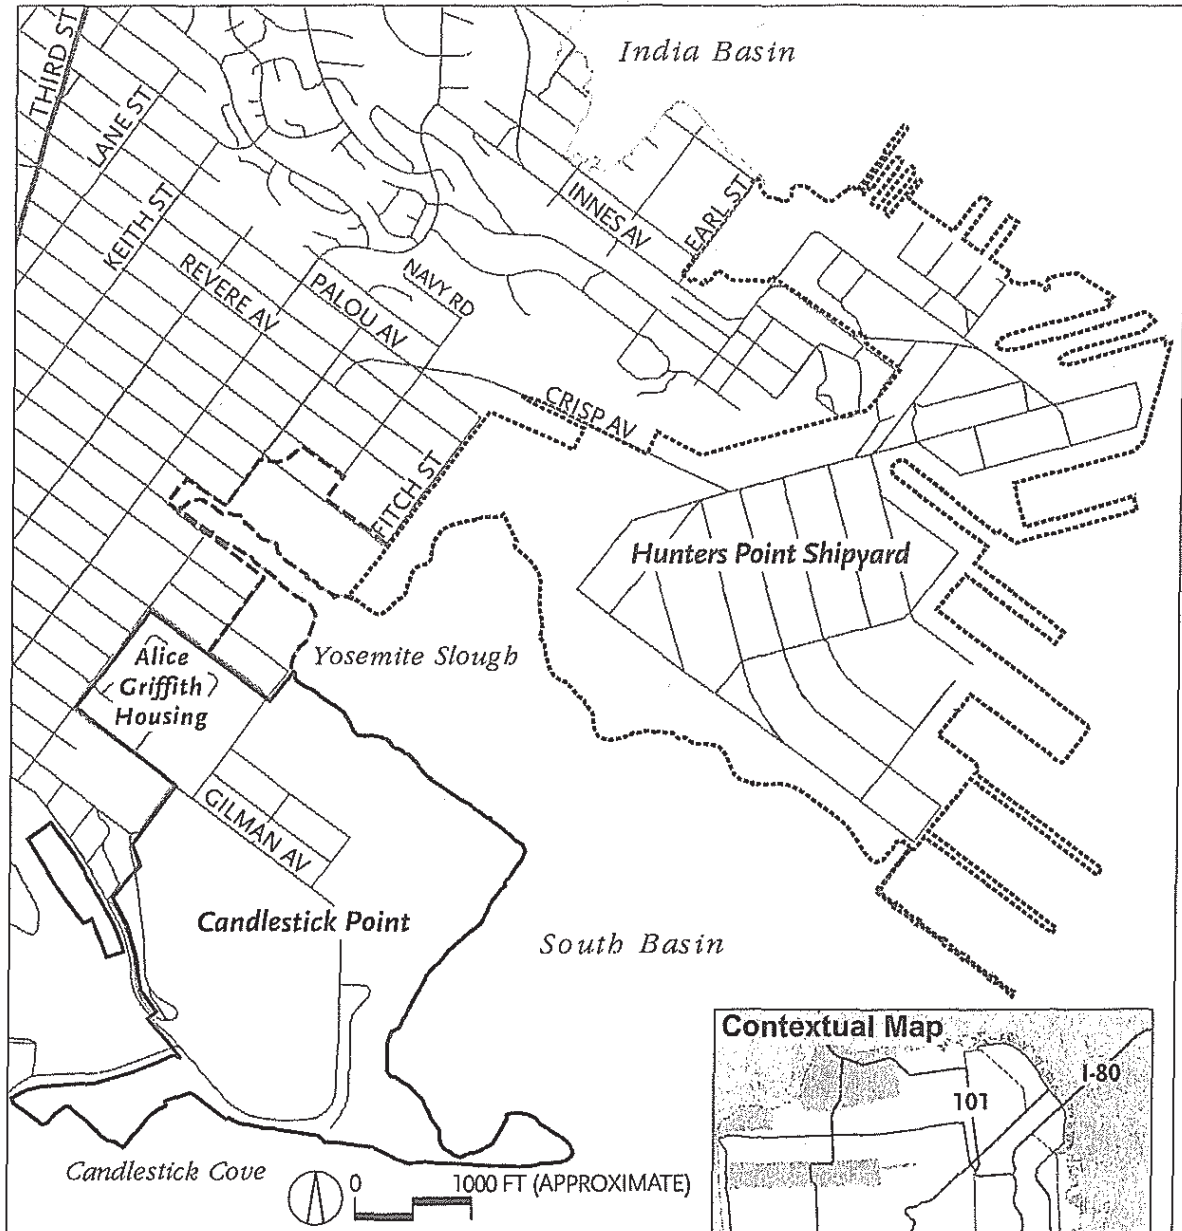 India Basin
THIRD ST
LANE ST
KEITH ST
REVERE AV
PALOU AV
NAVY RD
INNES AV
EARL ST
CRISP AV
FITCH ST
Hunters Point Shipyard
Yosemite Slough
Alice
Griffith
Housing
GILMAN AV
Candlestick Point
South Basin
Candlestick Cove
0 1000 FT (APPROXIMATE)
Contextual Map
I-80
101